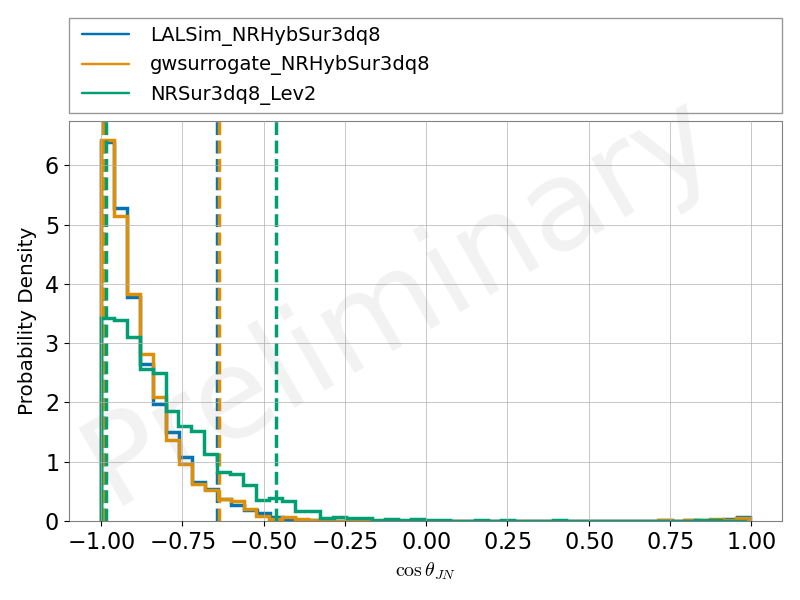 LALSim_NRHybSur3dq8
gwsurrogate_NRHybSur3dq8
NRSur3dq8_Lev2
Preliminary
Probability Density
6
5
4
3
2
1
0
−1.00 −0.75 −0.50 −0.25 0.00 0.25 0.50 0.75 1.00
cos θ_JN